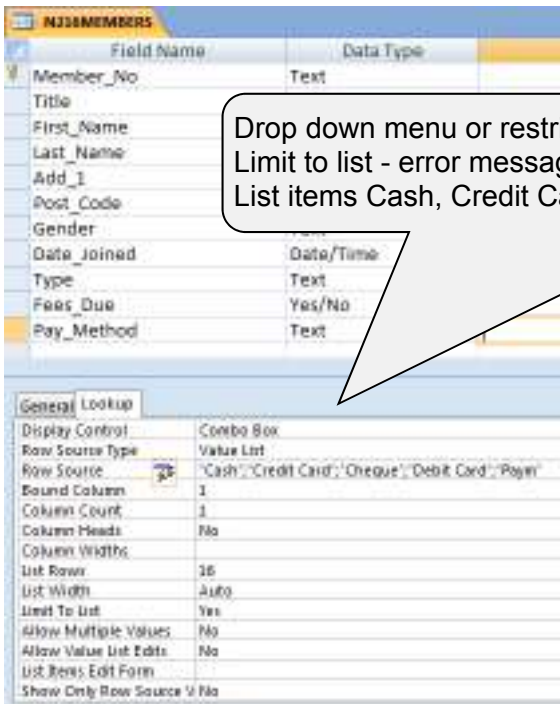 NJ16MEMBERS
Field Name Data Type
Member_No Text
Title
First_Name
Last_Name
Add_1
Post_Code
Gender
Date_Joined Date/Time
Type Text
Fees_Due Yes/No
Pay_Method Text
Drop down menu or restr
Limit to list - error messag
List items Cash, Credit Ca
General Lookup
Display Control Combo Box
Row Source Type Value List
Row Source "Cash";"Credit Card";"Cheque";"Debit Card";"Paym"
Bound Column 1
Column Count 1
Column Heads No
Column Widths
List Rows 16
List Width Auto
Limit To List Yes
Allow Multiple Values No
Allow Value List Edits No
List Items Edit Form
Show Only Row Source V No